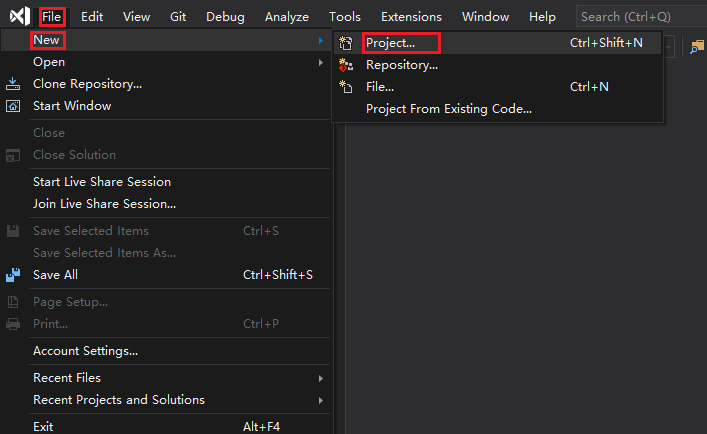 File Edit View Git Debug Analyze Tools Extensions Window Help Search (Ctrl+Q)
New
Project... Ctrl+Shift+N
Open
Repository...
Clone Repository...
File... Ctrl+N
Start Window
Project From Existing Code...
Close
Close Solution
Start Live Share Session
Join Live Share Session...
Save Selected Items Ctrl+S
Save Selected Items As...
Save All Ctrl+Shift+S
Page Setup...
Print... Ctrl+P
Account Settings...
Recent Files
Recent Projects and Solutions
Exit Alt+F4